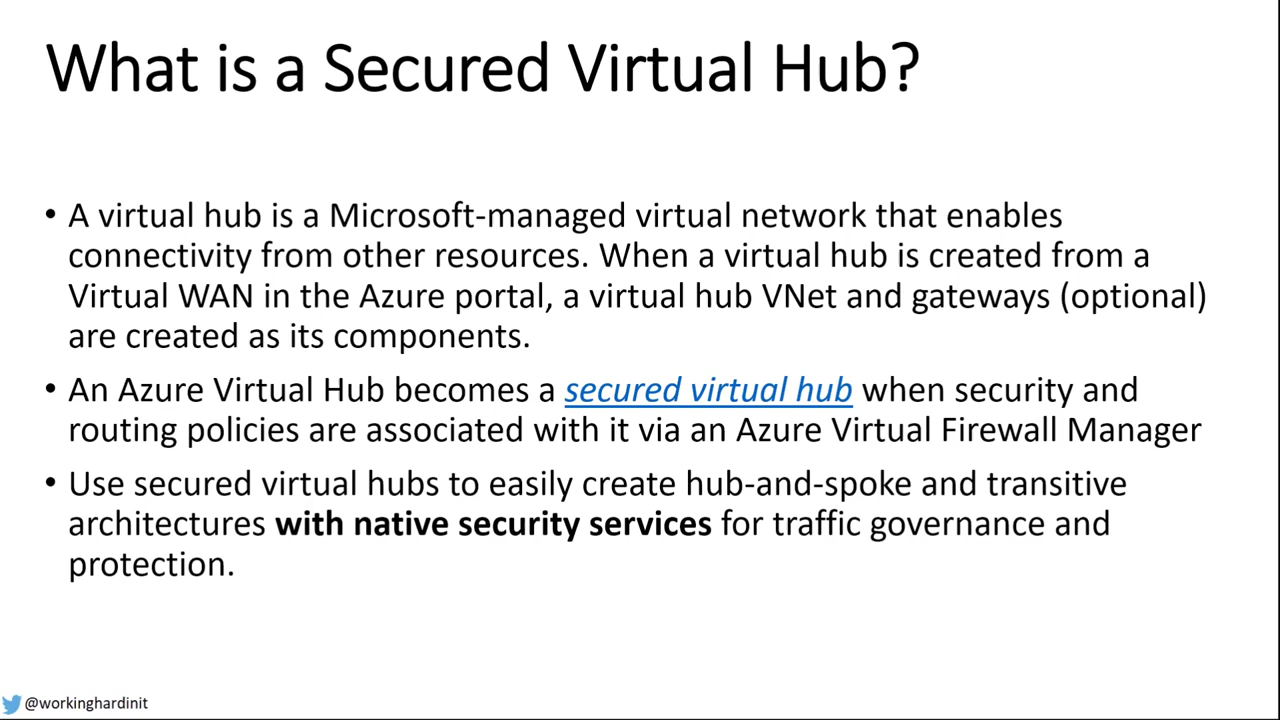 What is a Secured Virtual Hub?
• A virtual hub is a Microsoft-managed virtual network that enables
connectivity from other resources. When a virtual hub is created from a
Virtual WAN in the Azure portal, a virtual hub VNet and gateways (optional)
are created as its components.
• An Azure Virtual Hub becomes a secured virtual hub when security and
routing policies are associated with it via an Azure Virtual Firewall Manager
• Use secured virtual hubs to easily create hub-and-spoke and transitive
architectures with native security services for traffic governance and
protection.
@workinghardinit